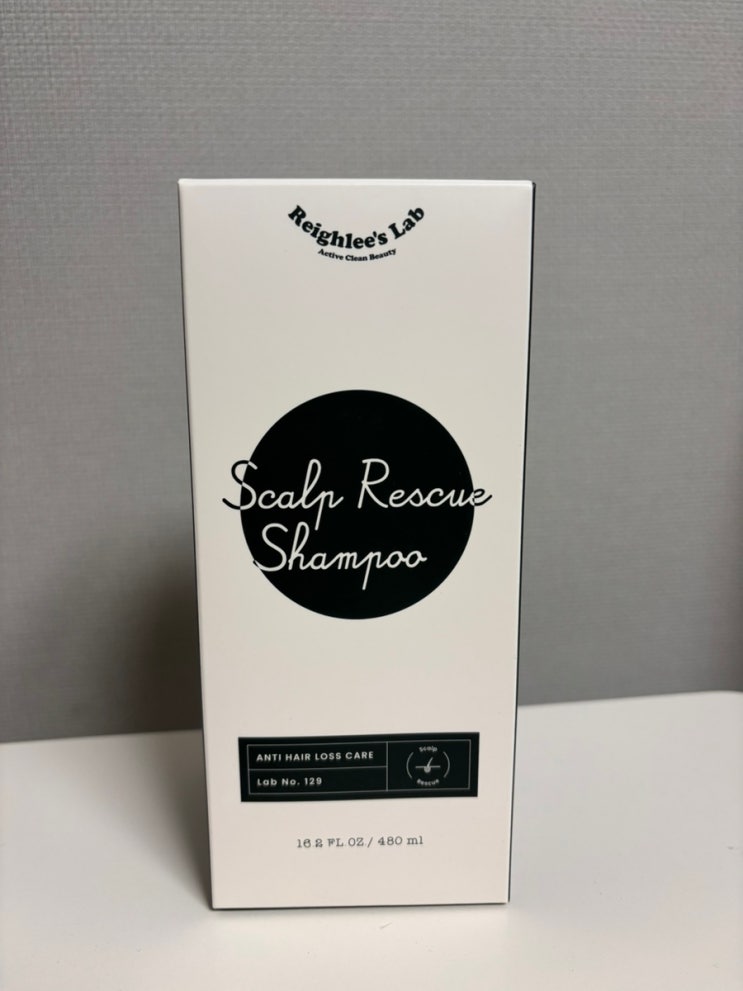 Reighlee's Lab
Active Clean Beauty
Scalp Rescue
Shampoo
ANTI HAIR LOSS CARE
Lab No. 129
Scalp
Rescue
16.2 FL.OZ / 480 ml